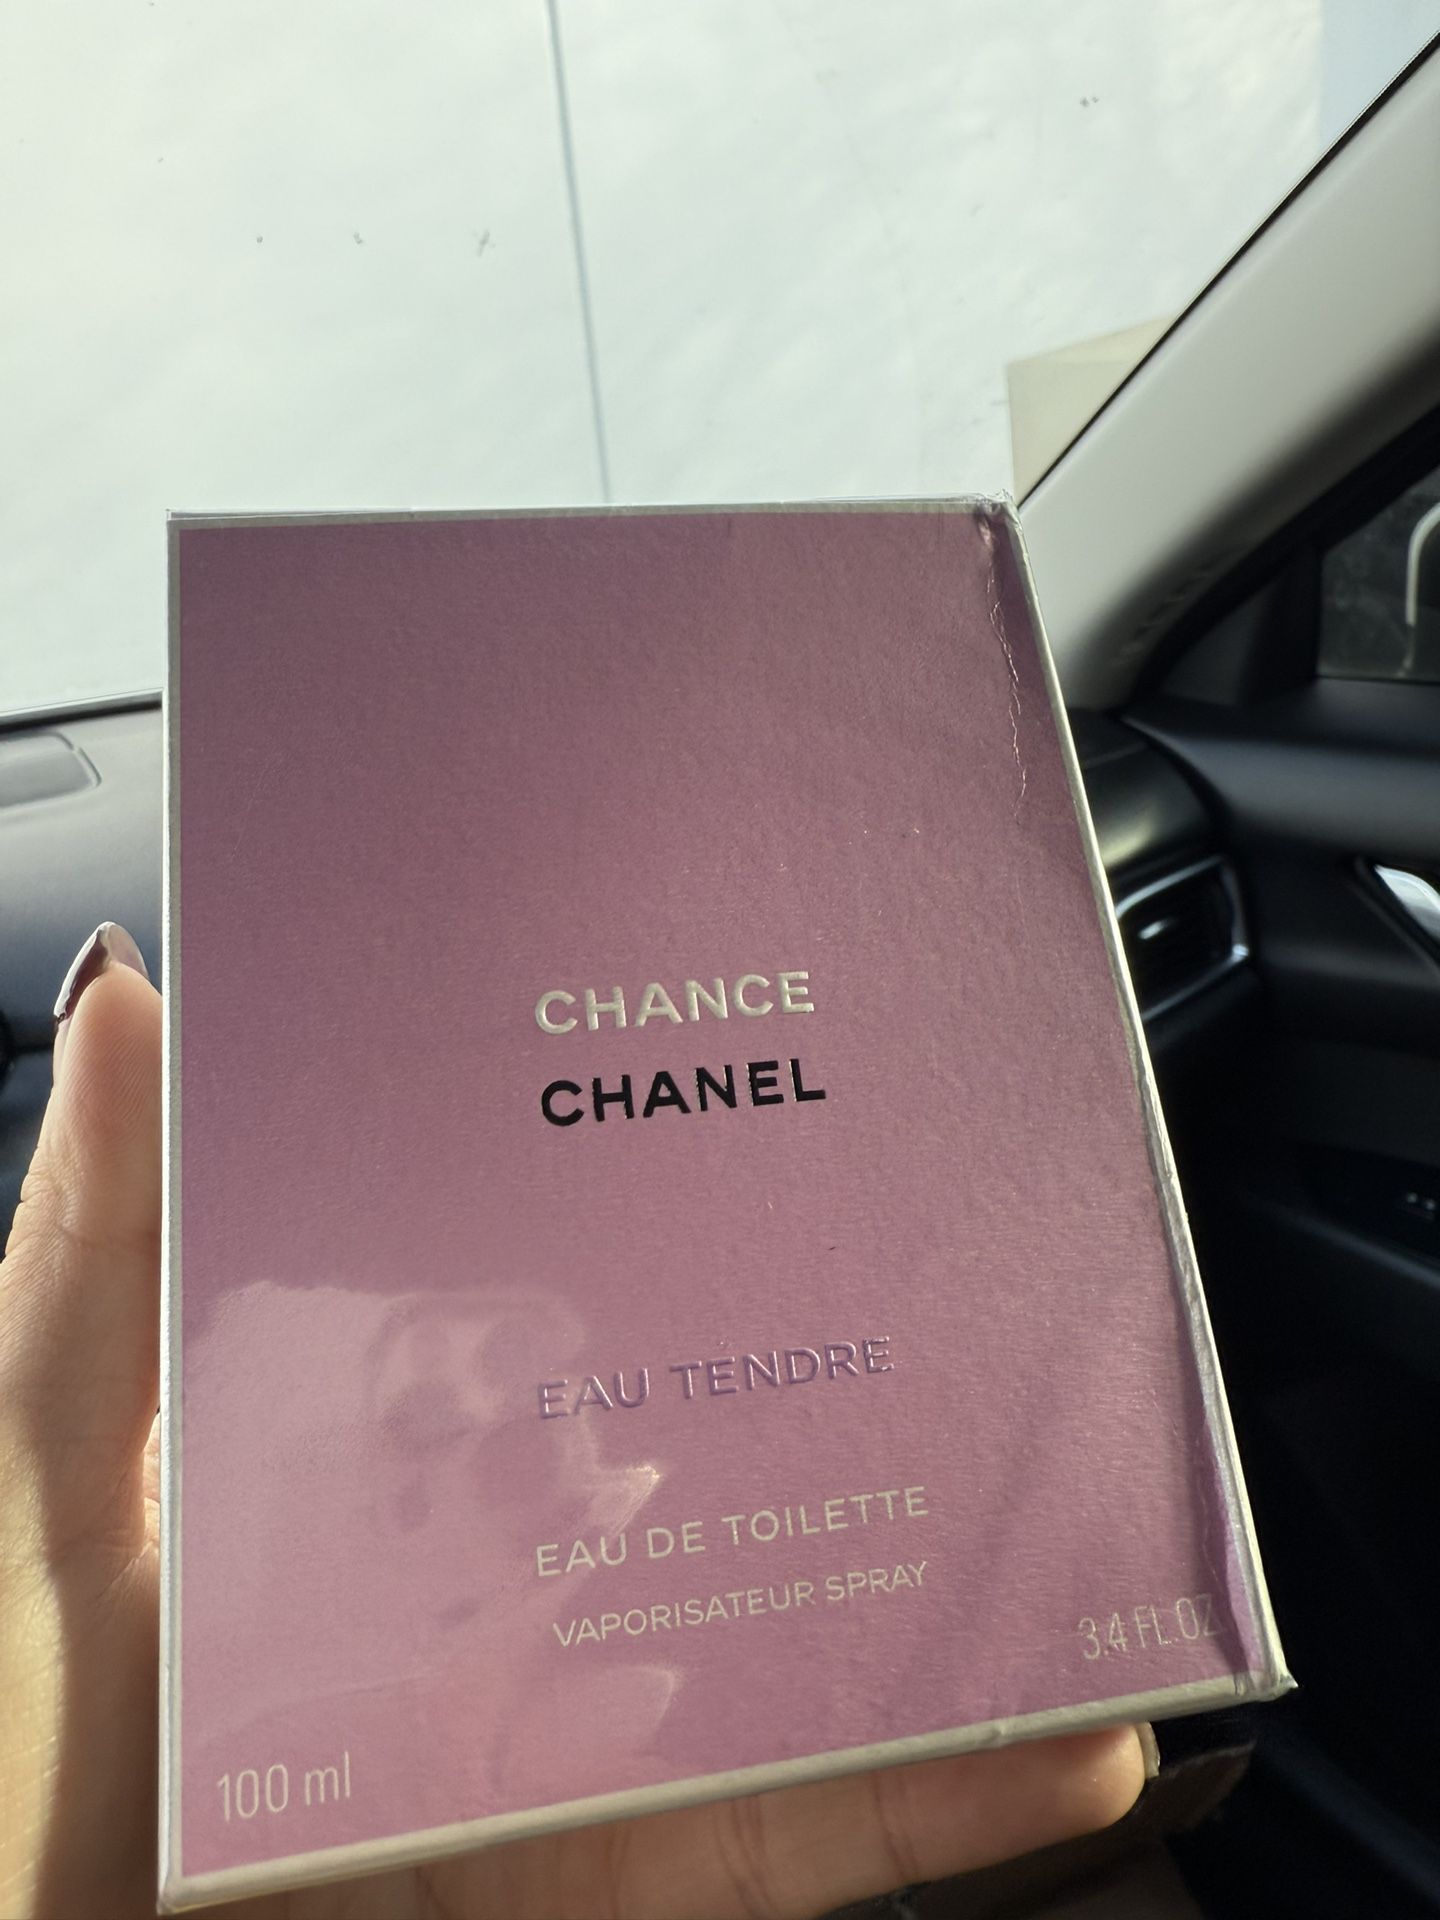 CHANCE
CHANEL
EAU TENDRE
EAU DE TOILETTE
VAPORISATEUR SPRAY
3.4 FL.OZ
100 ml